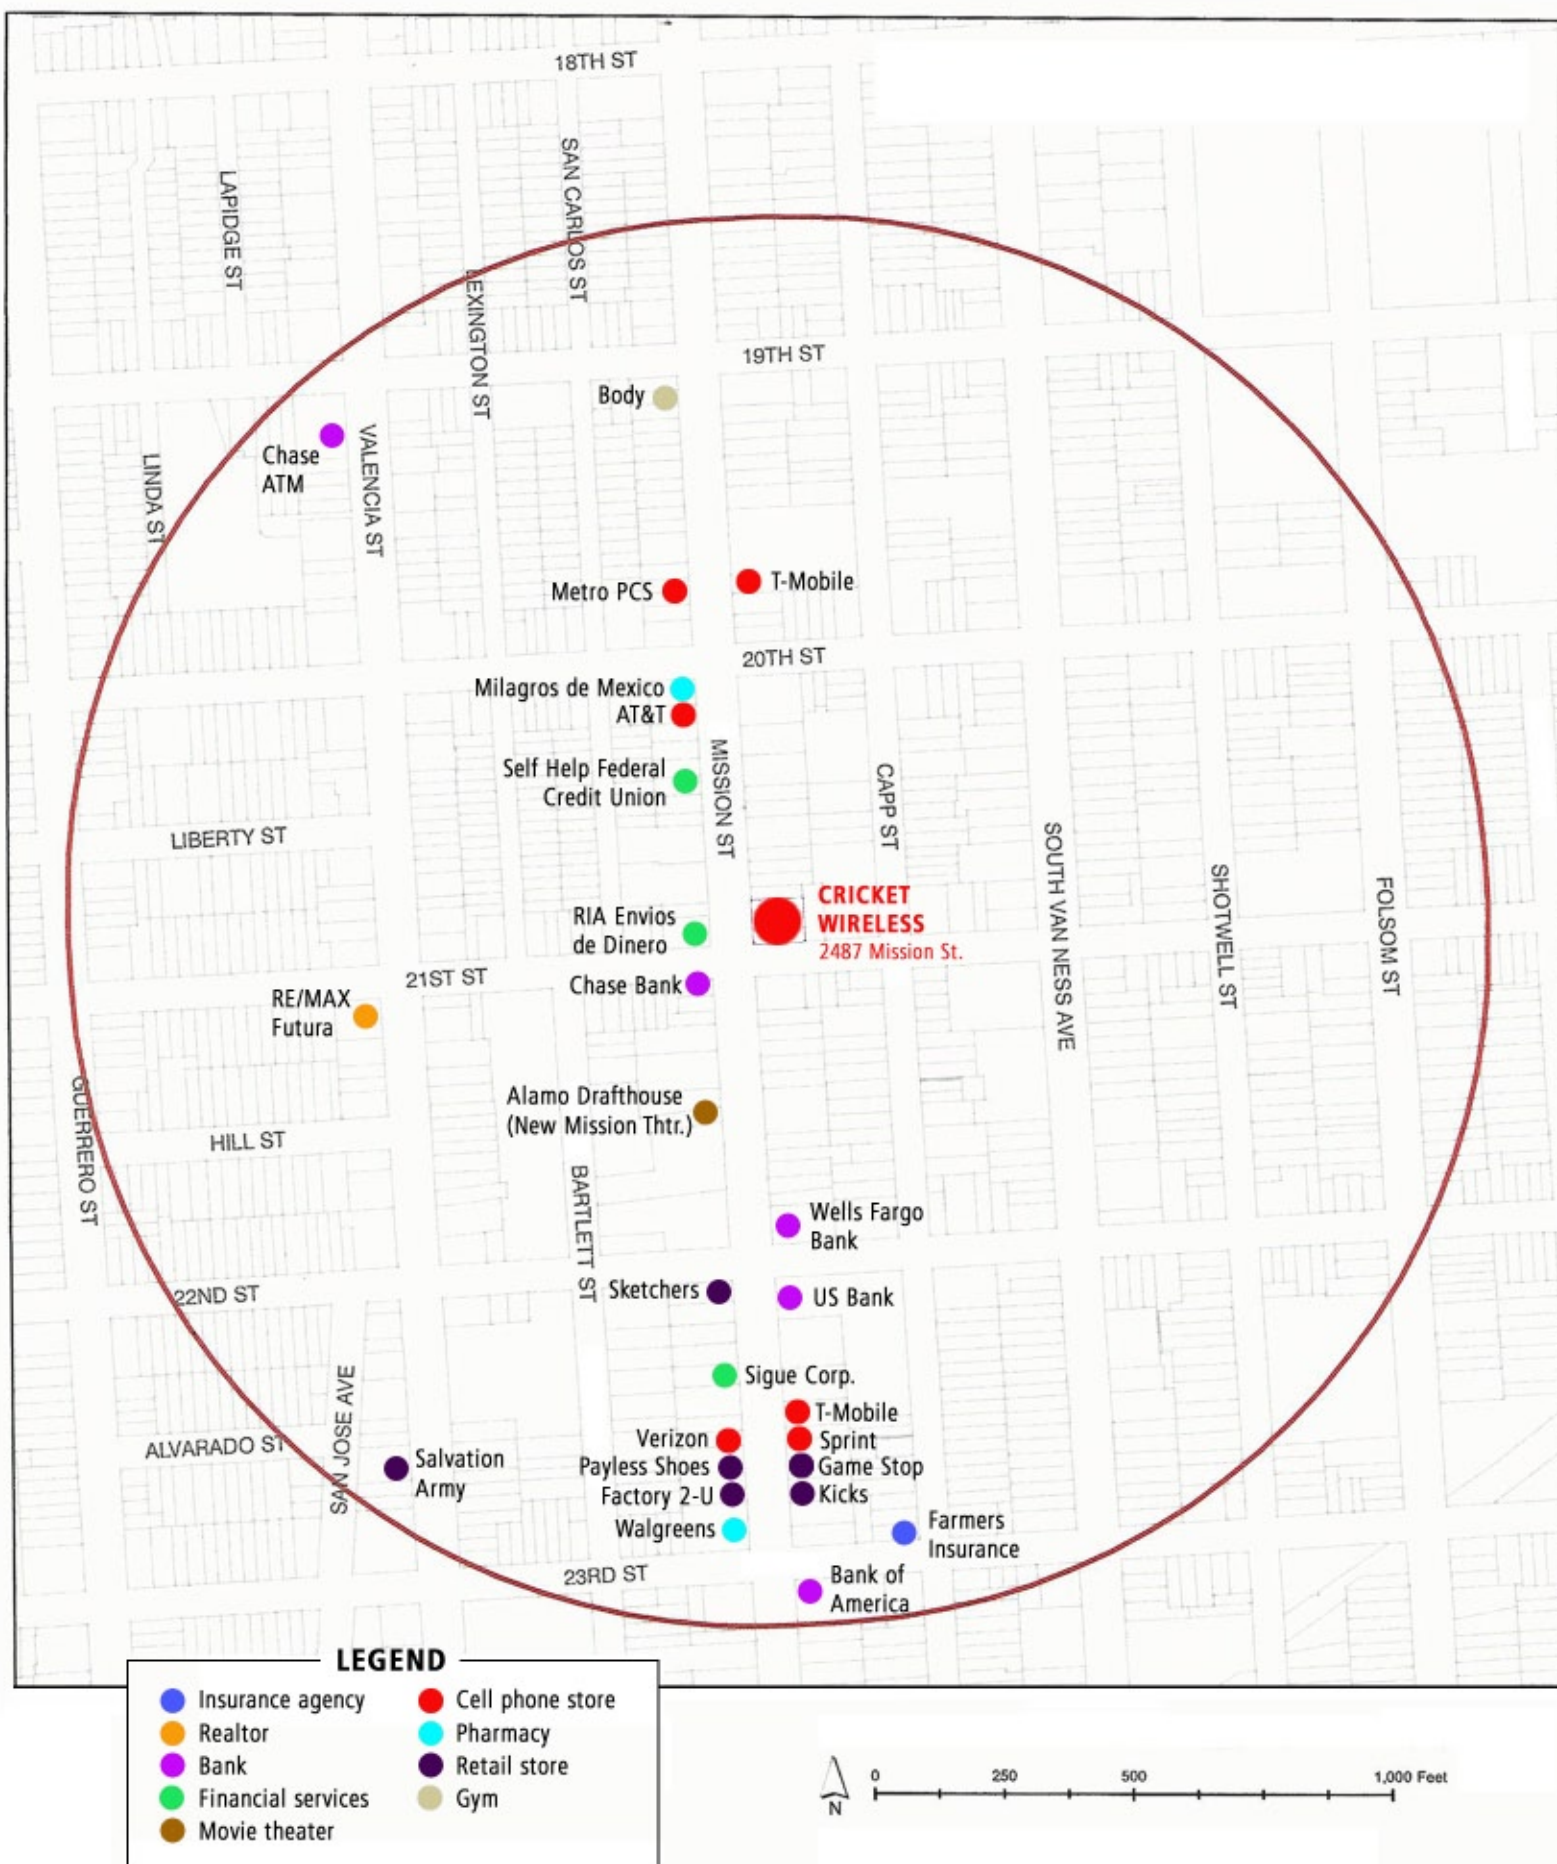 18TH ST
LAPIDGE ST
SAN CARLOS ST
LEXINGTON ST
19TH ST
Body
Chase
ATM
LINDA ST
VALENCIA ST
Metro PCS
T-Mobile
20TH ST
Milagros de Mexico
AT&T
MISSION ST
Self Help Federal
Credit Union
CAPP ST
LIBERTY ST
SOUTH VAN NESS AVE
SHOTWELL ST
FOLSOM ST
CRICKET
WIRELESS
2487 Mission St.
RIA Envios
de Dinero
21ST ST
Chase Bank
RE/MAX
Futura
GUERRERO ST
Alamo Drafthouse
(New Mission Thtr.)
HILL ST
BARTLETT ST
Wells Fargo
Bank
22ND ST
Sketchers
US Bank
SAN JOSE AVE
Sigue Corp.
T-Mobile
ALVARADO ST
Verizon
Sprint
Salvation
Army
Payless Shoes
Game Stop
Factory 2-U
Kicks
Walgreens
Farmers
Insurance
23RD ST
Bank of
America
LEGEND
Insurance agency
Realtor
Bank
Financial services
Movie theater
Cell phone store
Pharmacy
Retail store
Gym
N
0 250 500 1,000 Feet